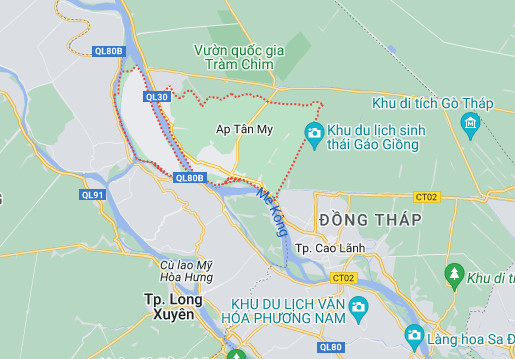 QL80B
Vườn quốc gia
Tràm Chim
QL30
Khu di tích Gò Tháp
Ap Tân My
Khu du lịch sinh
thái Gáo Giồng
QL91
QL80B
CT02
Mê Kông
ĐỒNG THÁP
Tp. Cao Lãnh
Cù lao Mỹ
Hòa Hưng
CT02
Khu di tí
Tp. Long
Xuyên
KHU DU LỊCH VĂN
HÓA PHƯƠNG NAM
Làng hoa Sa Đ
QL80